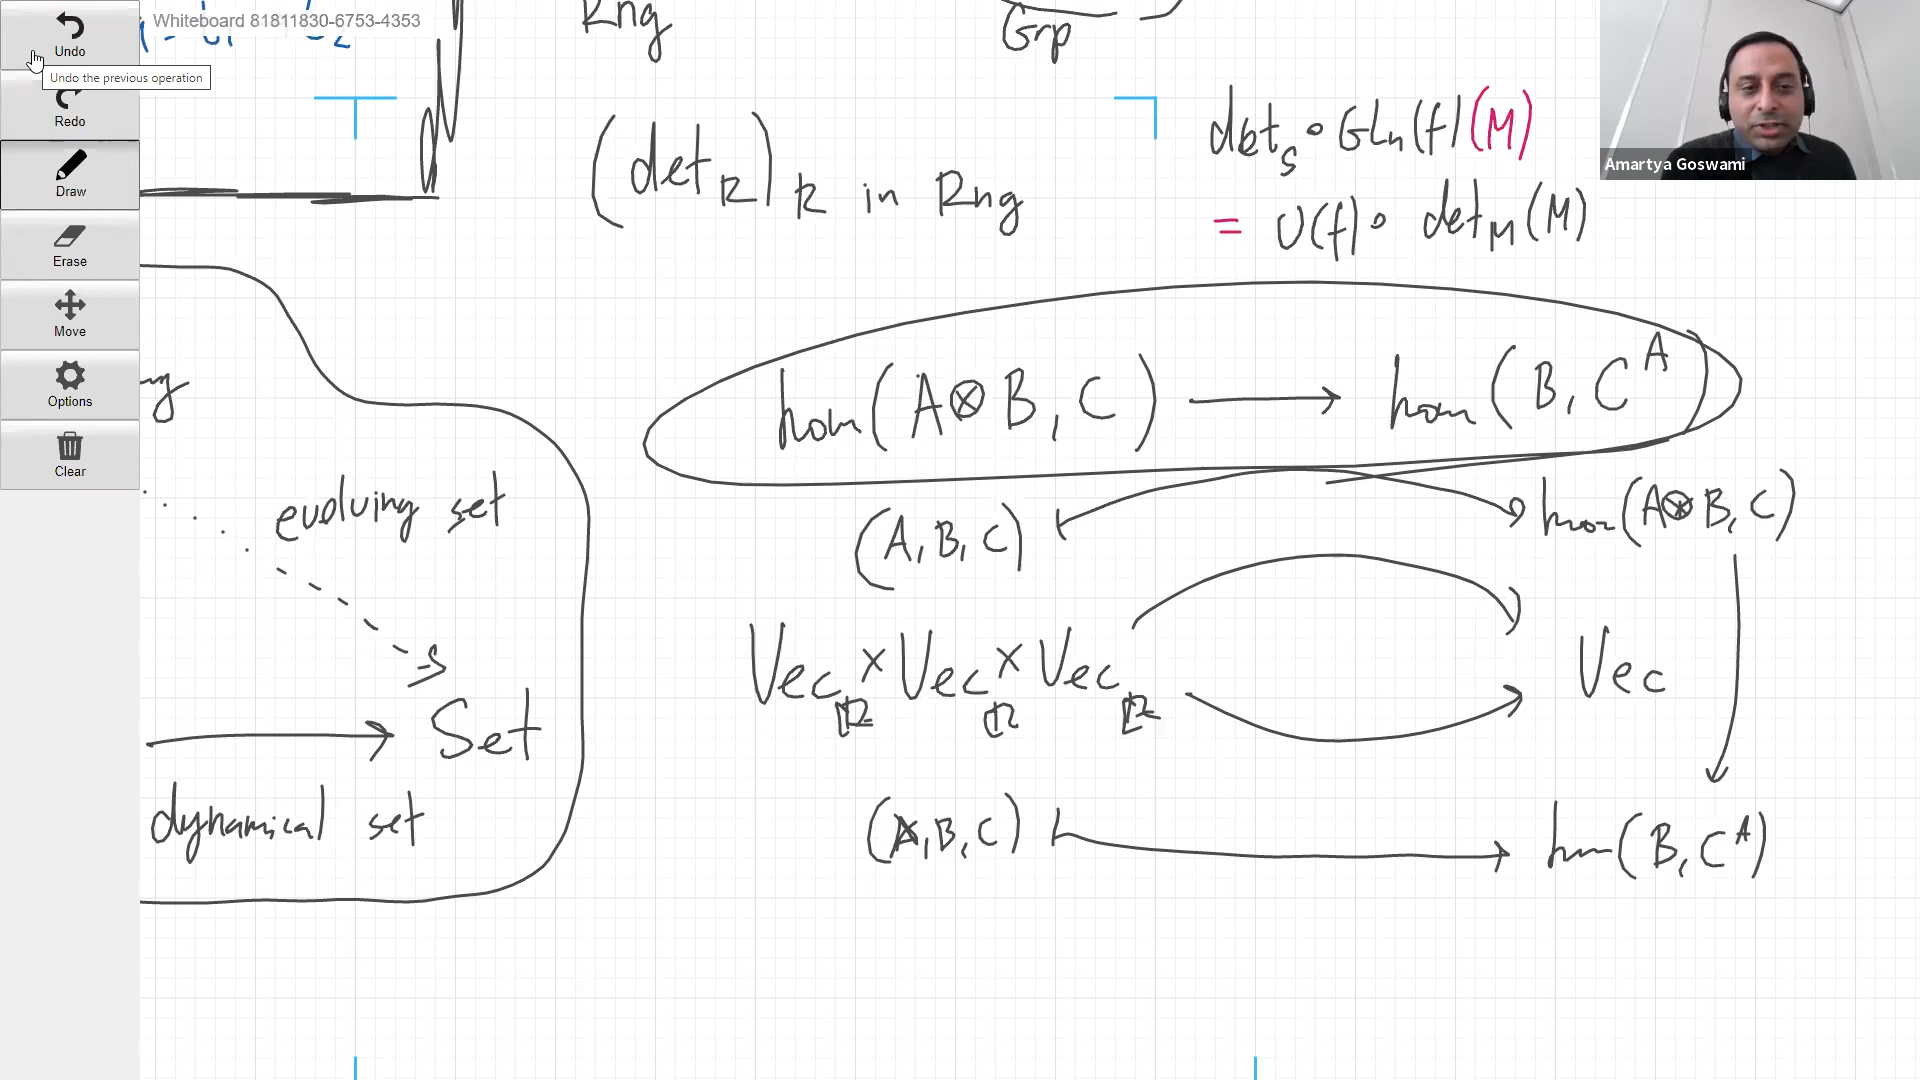 Whiteboard 81811830-6753-4353
Undo
Undo the previous operation
Redo
Draw
Erase
Move
Options
Clear
Rng
Grp
(det_R)_R in Rng
det_S ∘ GLn(f)(M)
= U(f) ∘ det_M(M)
Amartya Goswami
hom(A⊗B, C) → hom(B, C^A)
evolving set
(A, B, C) ↦ hom(A⊗B, C)
Vec_R × Vec_R × Vec_R
Vec
Set
dynamical set
(A, B, C) ↦ hom(B, C^A)